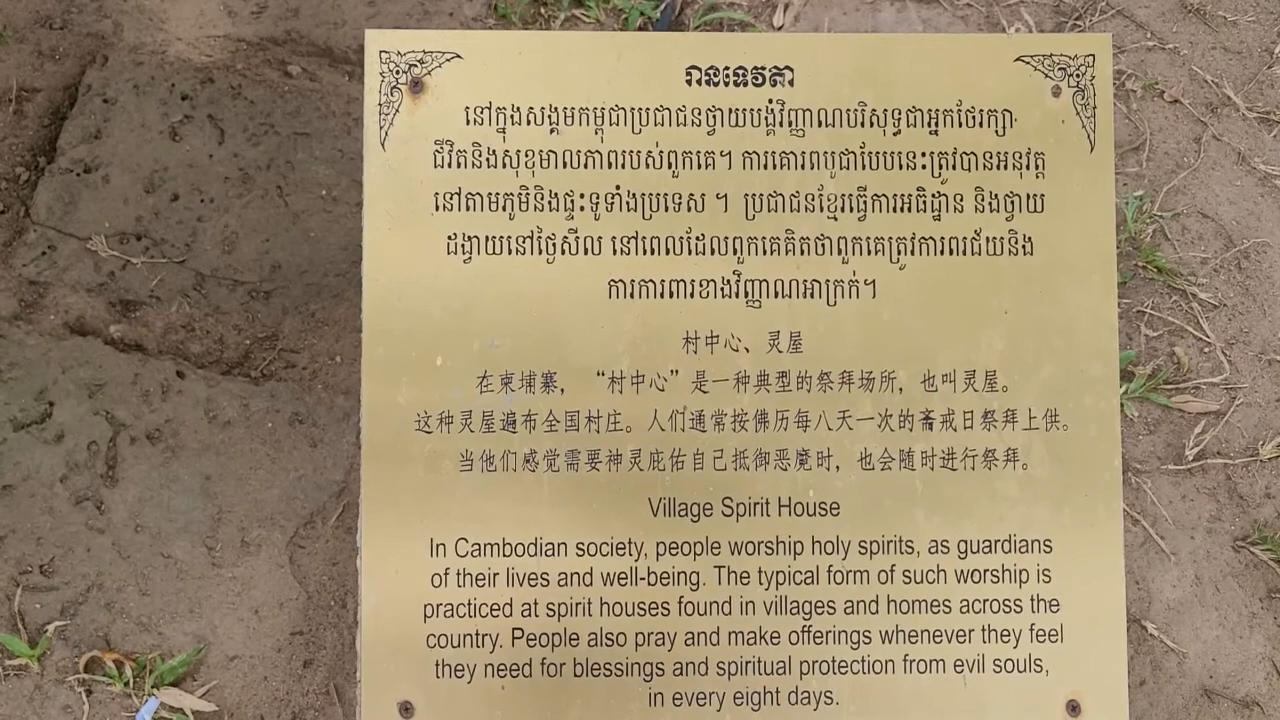 រានទេវតា
នៅក្នុងសង្គមកម្ពុជាប្រជាជនថ្វាយបង្គំវិញ្ញាណបរិសុទ្ធជាអ្នកថែរក្សា
ជីវិតនិងសុខុមាលភាពរបស់ពួកគេ។ ការគោរពបូជាបែបនេះត្រូវបានអនុវត្ត
នៅតាមភូមិនិងផ្ទះទូទាំងប្រទេស ។ ប្រជាជនខ្មែរធ្វើការអធិដ្ឋាន និងថ្វាយ
ដង្វាយនៅថ្ងៃសីល នៅពេលដែលពួកគេគិតថាពួកគេត្រូវការពរជ័យនិង
ការការពារខាងវិញ្ញាណអាក្រក់។
村中心、灵屋
在柬埔寨，“村中心”是一种典型的祭拜场所，也叫灵屋。
这种灵屋遍布全国村庄。人们通常按佛历每八天一次的斋戒日祭拜上供。
当他们感觉需要神灵庇佑自己抵御恶魔时，也会随时进行祭拜。
Village Spirit House
In Cambodian society, people worship holy spirits, as guardians
of their lives and well-being. The typical form of such worship is
practiced at spirit houses found in villages and homes across the
country. People also pray and make offerings whenever they feel
they need for blessings and spiritual protection from evil souls,
in every eight days.